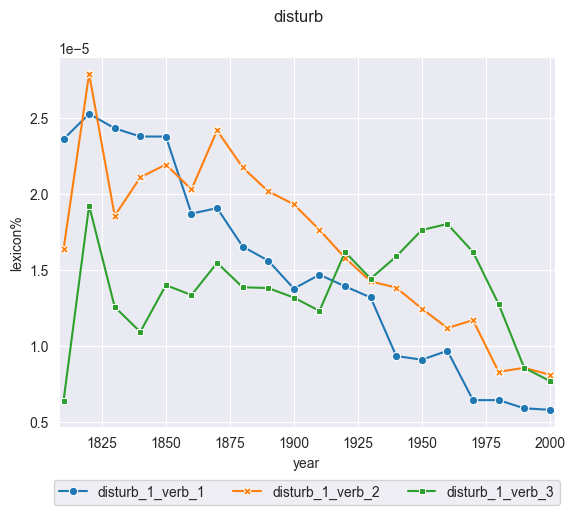 disturb
1e−5
2.5
2.0
1.5
1.0
0.5
lexicon%
1825 1850 1875 1900 1925 1950 1975 2000
year
disturb_1_verb_1 disturb_1_verb_2 disturb_1_verb_3